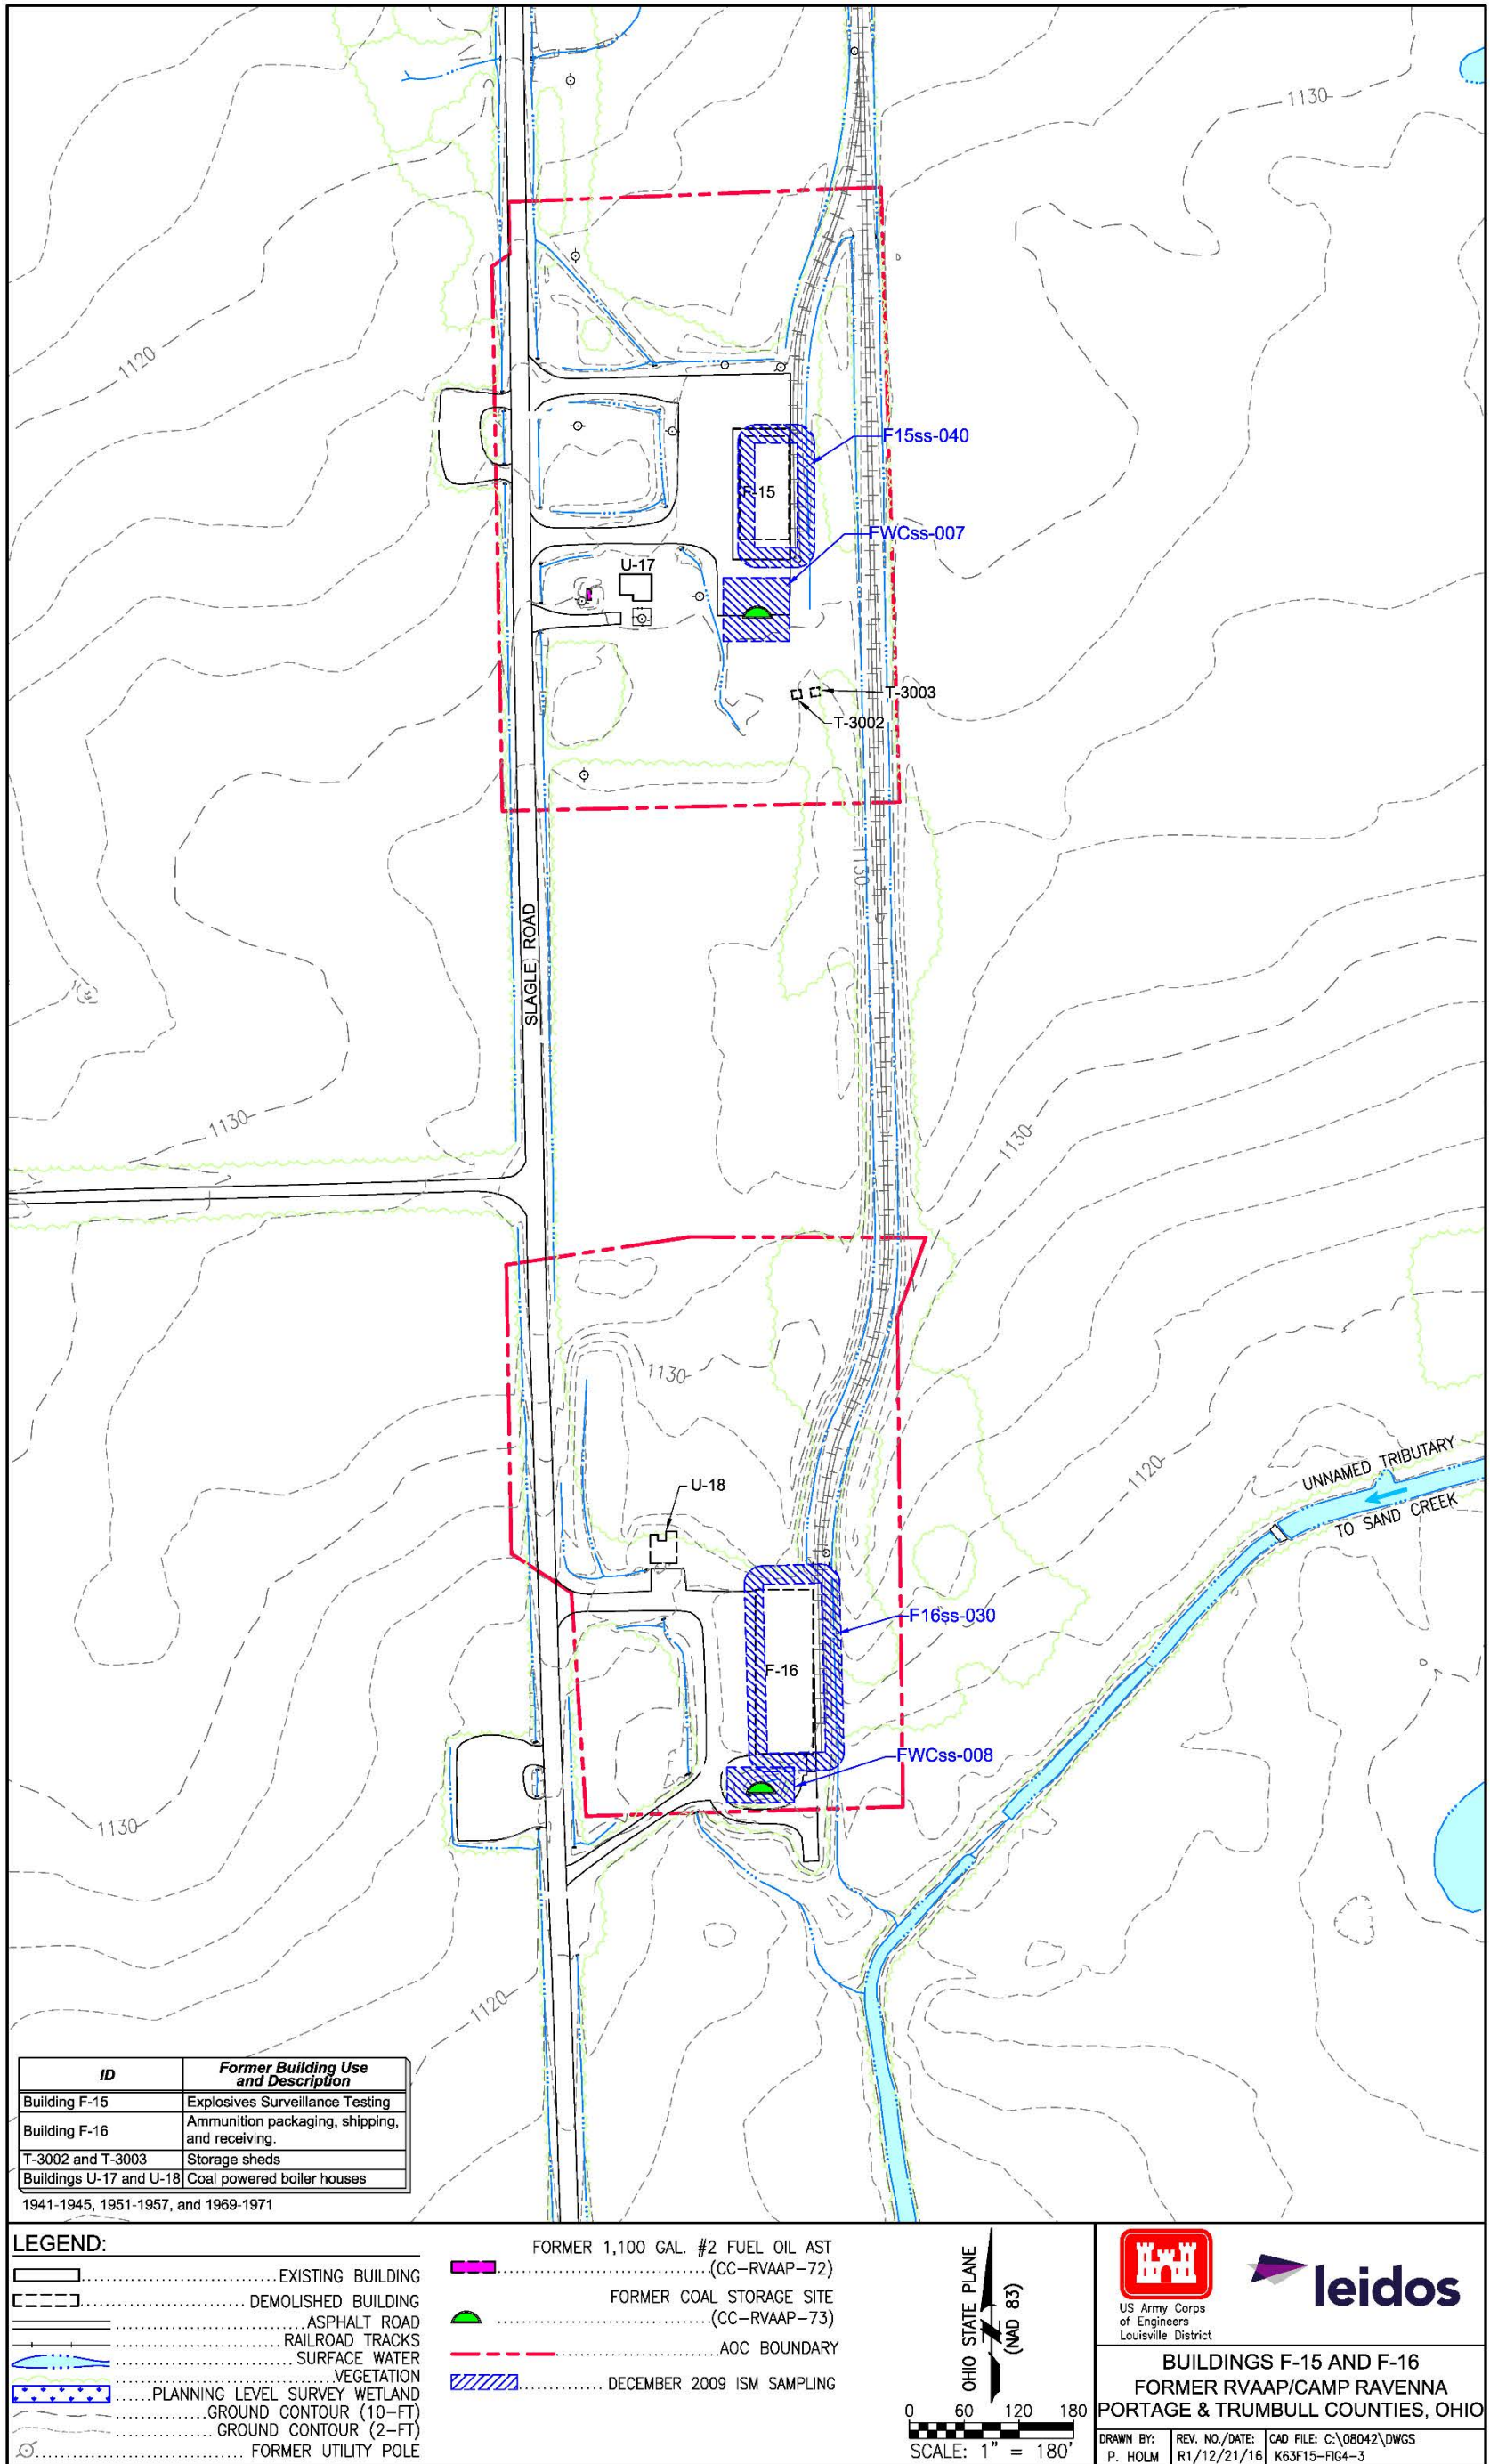 1130
1120
F15ss-040
F-15
FWCss-007
U-17
T-3003
T-3002
1130
SLAGLE ROAD
1130
1130
1130
U-18
1120
UNNAMED TRIBUTARY
TO SAND CREEK
F16ss-030
F-16
FWCss-008
1130
1120
ID
Former Building Use
and Description
Building F-15
Explosives Surveillance Testing
Building F-16
Ammunition packaging, shipping,
and receiving.
T-3002 and T-3003
Storage sheds
Buildings U-17 and U-18
Coal powered boiler houses
1941-1945, 1951-1957, and 1969-1971
LEGEND:
EXISTING BUILDING
DEMOLISHED BUILDING
ASPHALT ROAD
RAILROAD TRACKS
SURFACE WATER
VEGETATION
PLANNING LEVEL SURVEY WETLAND
GROUND CONTOUR (10-FT)
GROUND CONTOUR (2-FT)
FORMER UTILITY POLE
FORMER 1,100 GAL. #2 FUEL OIL AST
(CC-RVAAP-72)
FORMER COAL STORAGE SITE
(CC-RVAAP-73)
AOC BOUNDARY
DECEMBER 2009 ISM SAMPLING
OHIO STATE PLANE
(NAD 83)
0 60 120 180
SCALE: 1" = 180'
US Army Corps
of Engineers
Louisville District
leidos
BUILDINGS F-15 AND F-16
FORMER RVAAP/CAMP RAVENNA
PORTAGE & TRUMBULL COUNTIES, OHIO
DRAWN BY:
P. HOLM
REV. NO./DATE:
R1/12/21/16
CAD FILE: C:\08042\DWGS
K63F15-FIG4-3